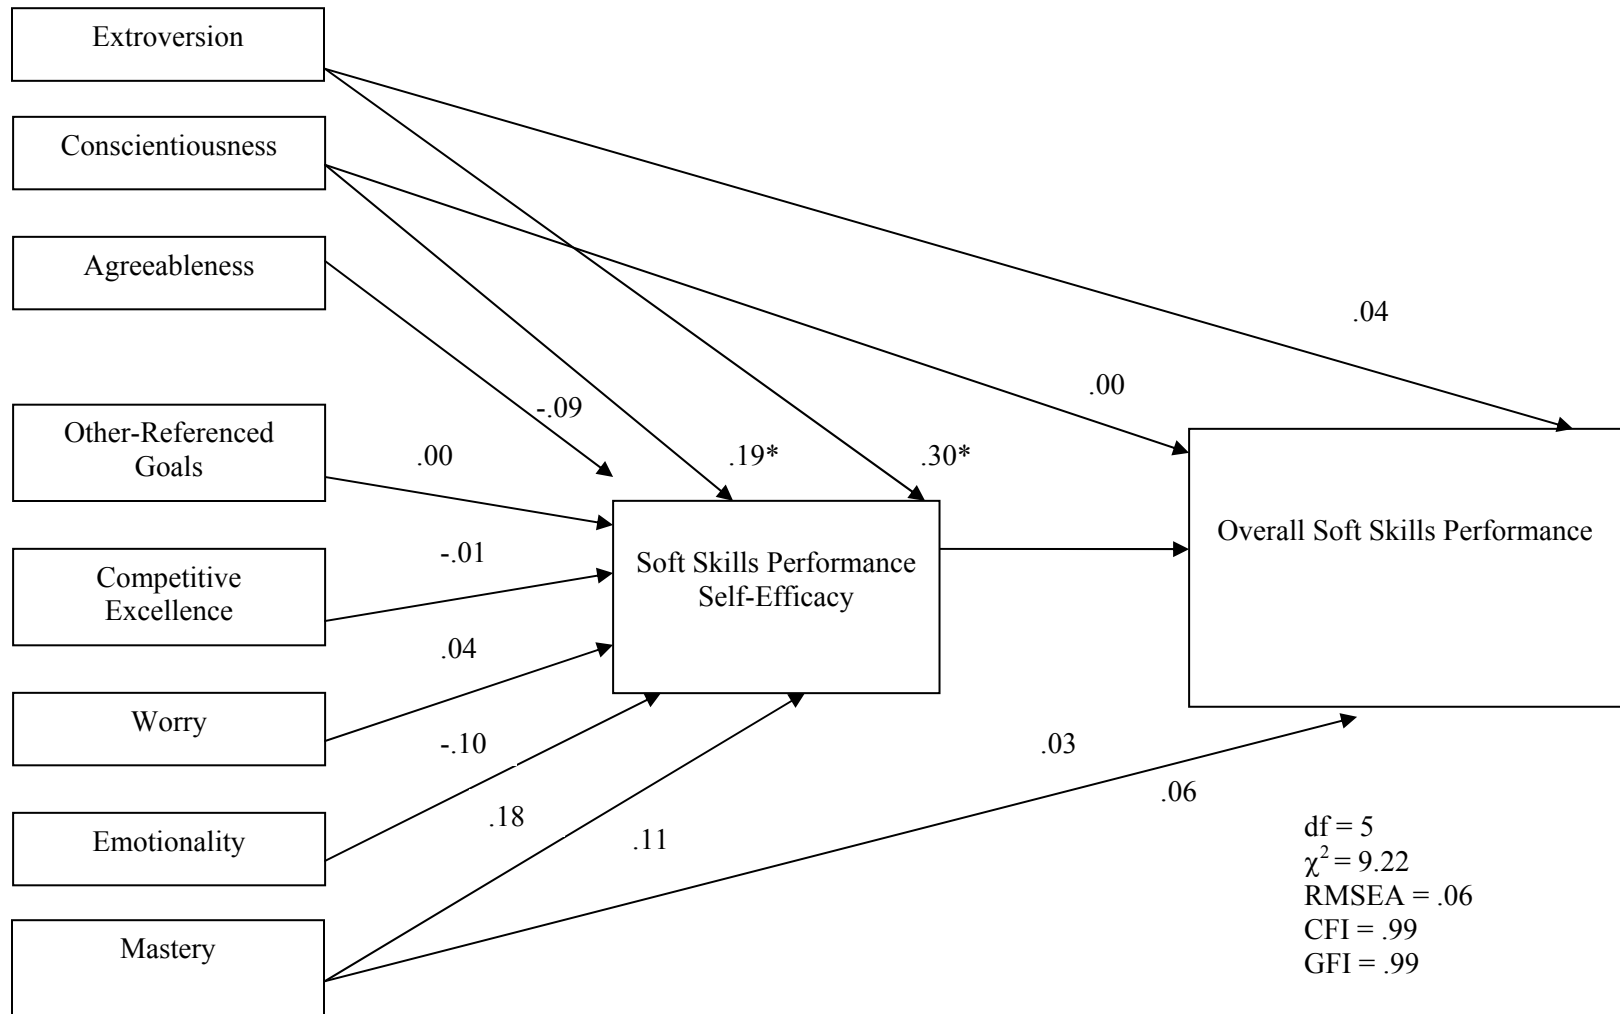 Extroversion
Conscientiousness
Agreeableness
Other-Referenced
Goals
Competitive
Excellence
Worry
Emotionality
Mastery
.04
.00
-.09
.00
.19*
.30*
-.01
.04
-.10
.18
.11
.03
.06
Soft Skills Performance
Self-Efficacy
Overall Soft Skills Performance
df = 5
χ² = 9.22
RMSEA = .06
CFI = .99
GFI = .99